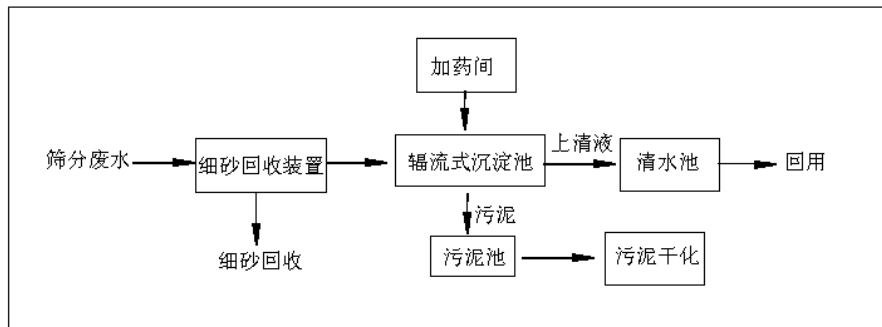 加药间
筛分废水
细砂回收装置
辐流式沉淀池
上清液
清水池
回用
细砂回收
污泥
污泥池
污泥干化